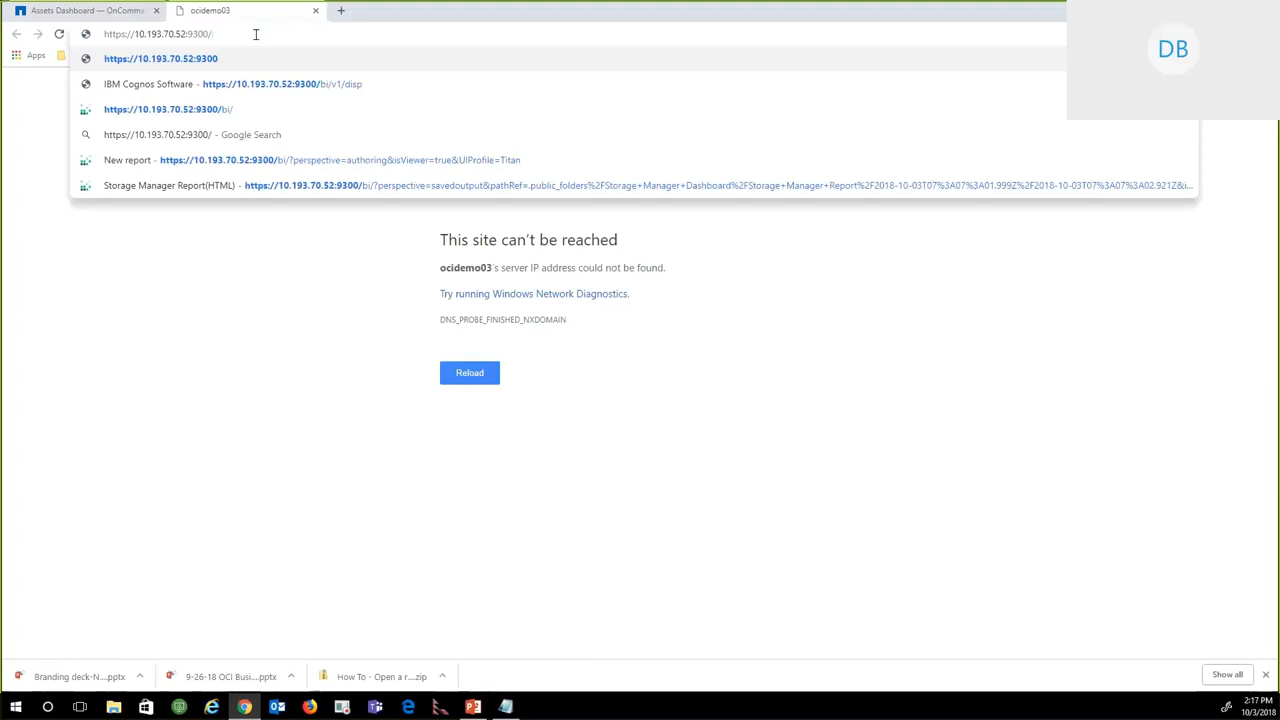 Assets Dashboard — OnComma
ocidemo03
DB
https://10.193.70.52:9300/
https://10.193.70.52:9300
Apps
IBM Cognos Software - https://10.193.70.52:9300/bi/v1/disp
https://10.193.70.52:9300/bi/
https://10.193.70.52:9300/ - Google Search
New report - https://10.193.70.52:9300/bi/?perspective=authoring&isViewer=true&UIProfile=Titan
Storage Manager Report(HTML) - https://10.193.70.52:9300/bi/?perspective=savedoutput&pathRef=.public_folders%2FStorage+Manager+Dashboard%2FStorage+Manager+Report%2F2018-10-03T07%3A07%3A01.999Z%2F2018-10-03T07%3A07%3A02.921Z&i...
This site can't be reached
ocidemo03's server IP address could not be found.
Try running Windows Network Diagnostics.
DNS_PROBE_FINISHED_NXDOMAIN
Reload
Branding deck-N....pptx
9-26-18 OCI Busi....pptx
How To - Open a r....zip
Show all
2:17 PM
10/3/2018